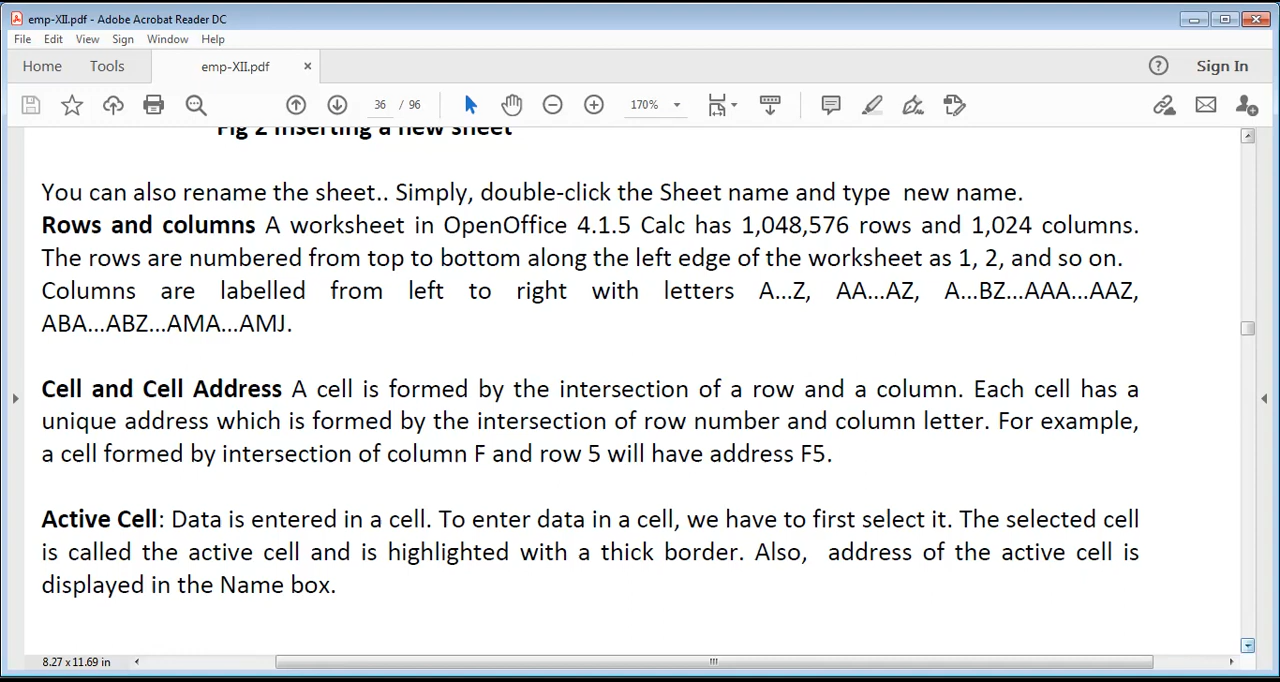 emp-XII.pdf - Adobe Acrobat Reader DC
File Edit View Sign Window Help
Home Tools emp-XII.pdf × ? Sign In
36 / 96 170%
Fig 2 Inserting a new sheet
You can also rename the sheet.. Simply, double-click the Sheet name and type new name.
Rows and columns A worksheet in OpenOffice 4.1.5 Calc has 1,048,576 rows and 1,024 columns.
The rows are numbered from top to bottom along the left edge of the worksheet as 1, 2, and so on.
Columns are labelled from left to right with letters A...Z, AA...AZ, A...BZ...AAA...AAZ,
ABA...ABZ...AMA...AMJ.
Cell and Cell Address A cell is formed by the intersection of a row and a column. Each cell has a
unique address which is formed by the intersection of row number and column letter. For example,
a cell formed by intersection of column F and row 5 will have address F5.
Active Cell: Data is entered in a cell. To enter data in a cell, we have to first select it. The selected cell
is called the active cell and is highlighted with a thick border. Also, address of the active cell is
displayed in the Name box.
8.27 x 11.69 in